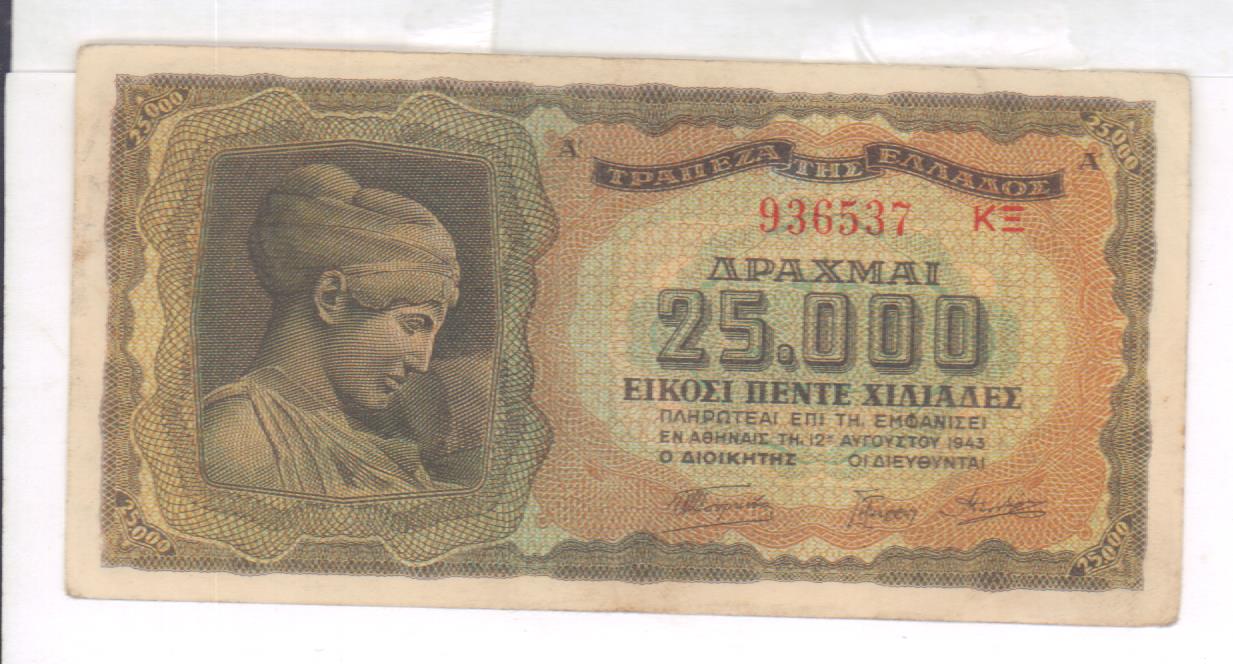 25000
25000
Α ΤΡΑΠΕΖΑ ΤΗΣ ΕΛΛΑΔΟΣ Α
936537 ΚΞ
ΔΡΑΧΜΑΙ
25.000
ΕΙΚΟΣΙ ΠΕΝΤΕ ΧΙΛΙΑΔΕΣ
ΠΛΗΡΩΤΕΑΙ ΕΠΙ ΤΗ, ΕΜΦΑΝΙΣΕΙ
ΕΝ ΑΘΗΝΑΙΣ ΤΗ, 12ῃ ΑΥΓΟΥΣΤΟΥ 1943
Ο ΔΙΟΙΚΗΤΗΣ ΟΙ ΔΙΕΥΘΥΝΤΑΙ
25000
25000